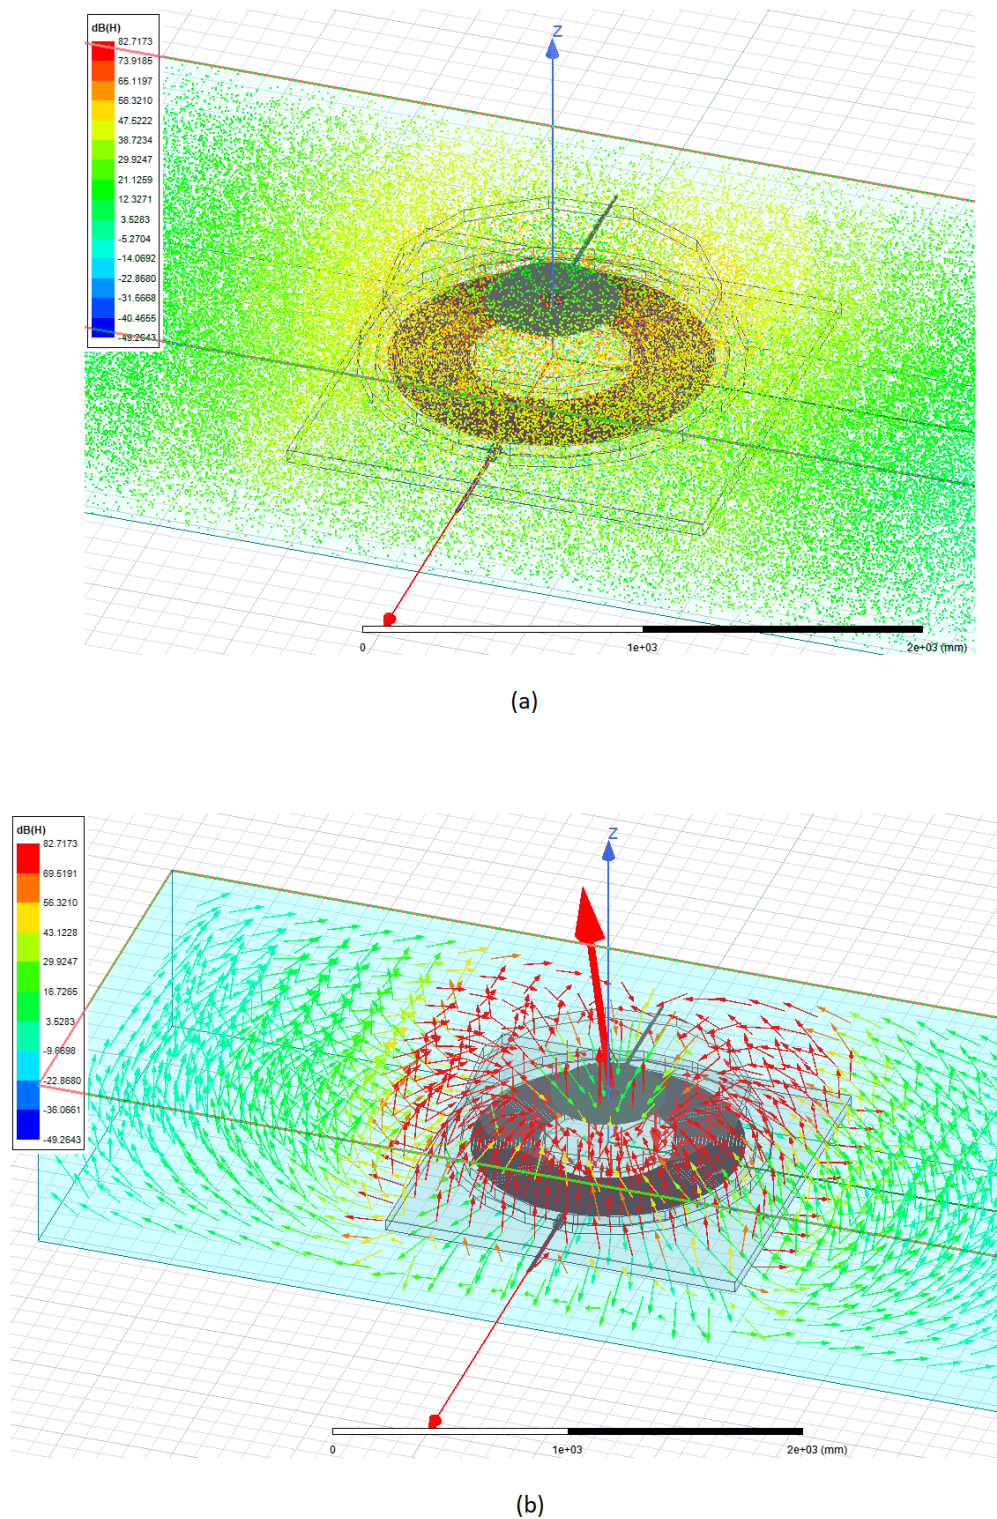 dB(H)
82.7173
73.9185
65.1197
56.3210
47.5222
38.7234
29.9247
21.1259
12.3271
3.5283
-5.2704
-14.0692
-22.8680
-31.6668
-40.4655
-49.2643
Z
0
1e+03
2e+03 (mm)
(a)
dB(H)
82.7173
69.5191
56.3210
43.1228
29.9247
16.7265
3.5283
-9.6698
-22.8680
-36.0661
-49.2643
Z
0
1e+03
2e+03 (mm)
(b)